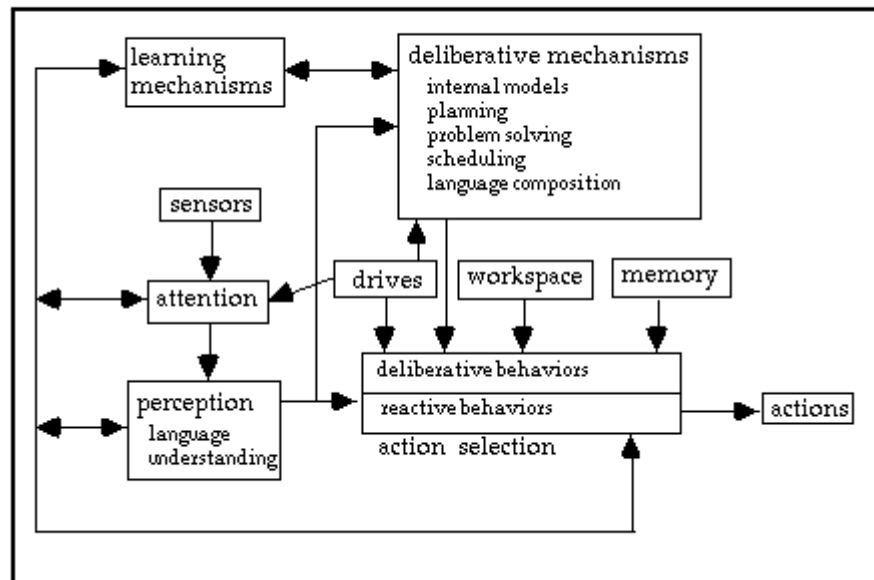 learning
mechanisms
deliberative mechanisms
internal models
planning
problem solving
scheduling
language composition
sensors
attention
drives
workspace
memory
perception
language
understanding
deliberative behaviors
reactive behaviors
action selection
actions